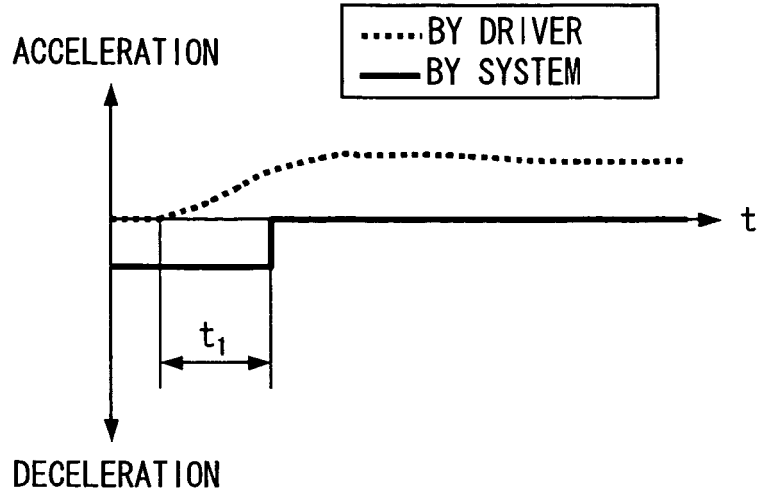 BY DRIVER
BY SYSTEM
ACCELERATION
t
t₁
DECELERATION